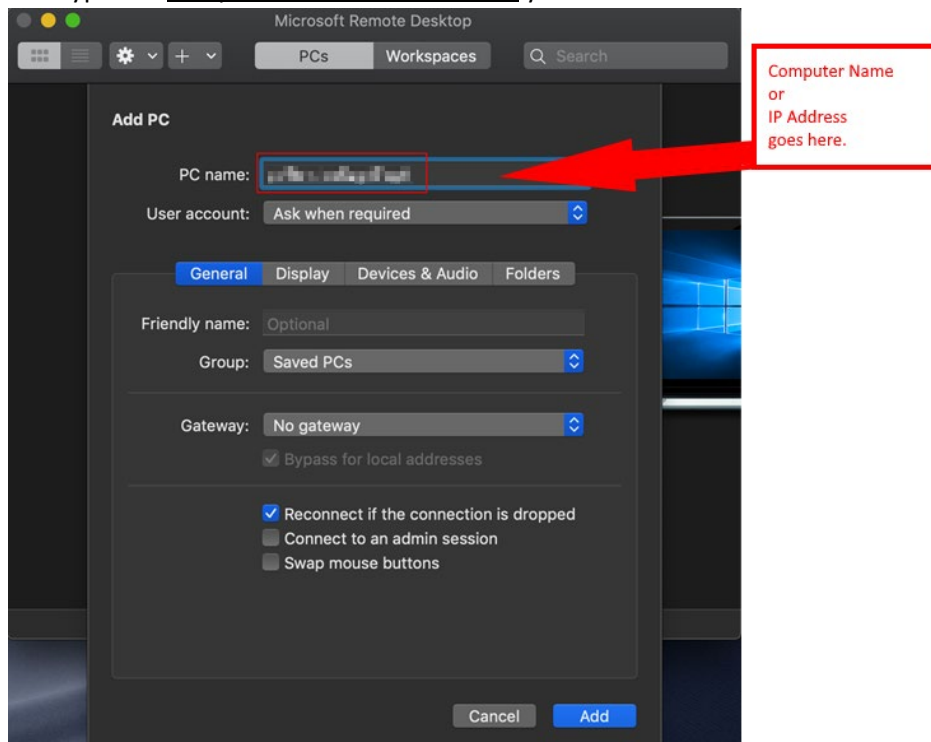 Microsoft Remote Desktop
PCs Workspaces Search
Computer Name
or
IP Address
goes here.
Add PC
PC name:
User account: Ask when required
General Display Devices & Audio Folders
Friendly name: Optional
Group: Saved PCs
Gateway: No gateway
Bypass for local addresses
Reconnect if the connection is dropped
Connect to an admin session
Swap mouse buttons
Cancel Add